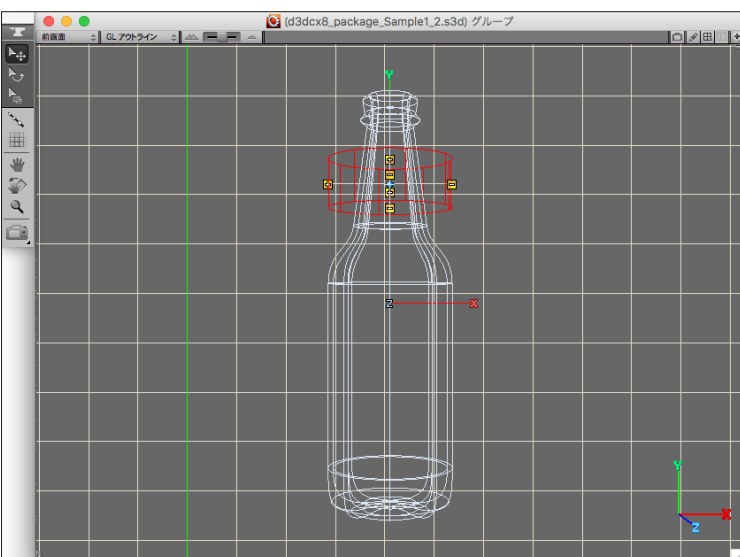 (d3dcx8_package_Sample1_2.s3d) グループ
前面図 GL アウトライン
Y
Z X
Y
X
Z